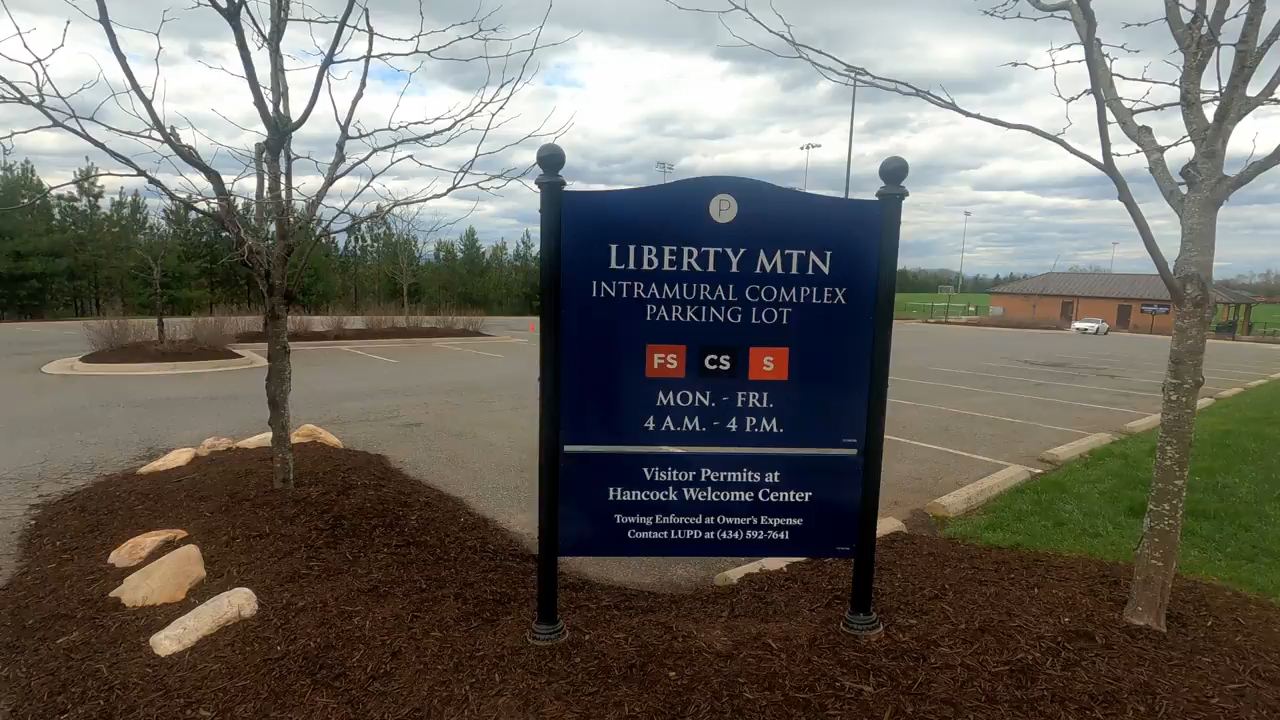 P
LIBERTY MTN
INTRAMURAL COMPLEX
PARKING LOT
FS CS S
MON. - FRI.
4 A.M. - 4 P.M.
Visitor Permits at
Hancock Welcome Center
Towing Enforced at Owner's Expense
Contact LUPD at (434) 592-7641